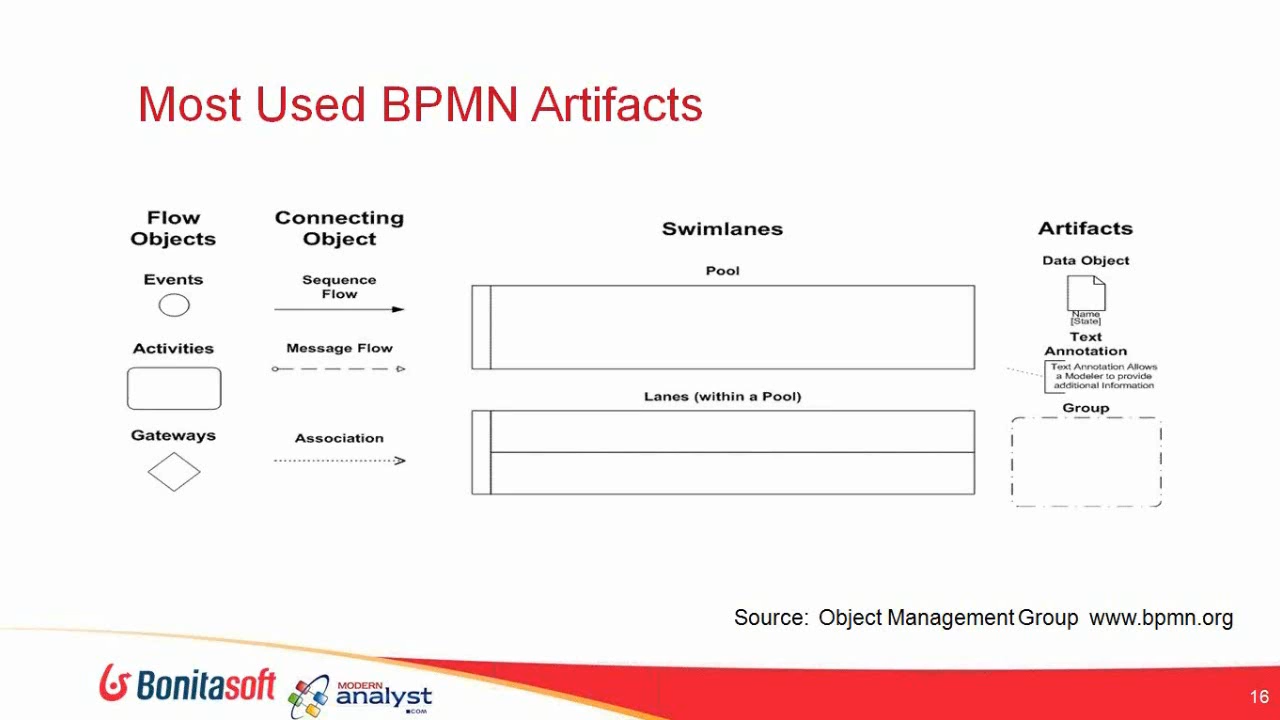 Most Used BPMN Artifacts
Flow
Objects
Events
Activities
Gateways
Connecting
Object
Sequence
Flow
Message Flow
Association
Swimlanes
Pool
Lanes (within a Pool)
Artifacts
Data Object
Name
[State]
Text
Annotation
Text Annotation Allows
a Modeler to provide
additional Information
Group
Source: Object Management Group www.bpmn.org
Bonitasoft
MODERN
analyst
.COM
16